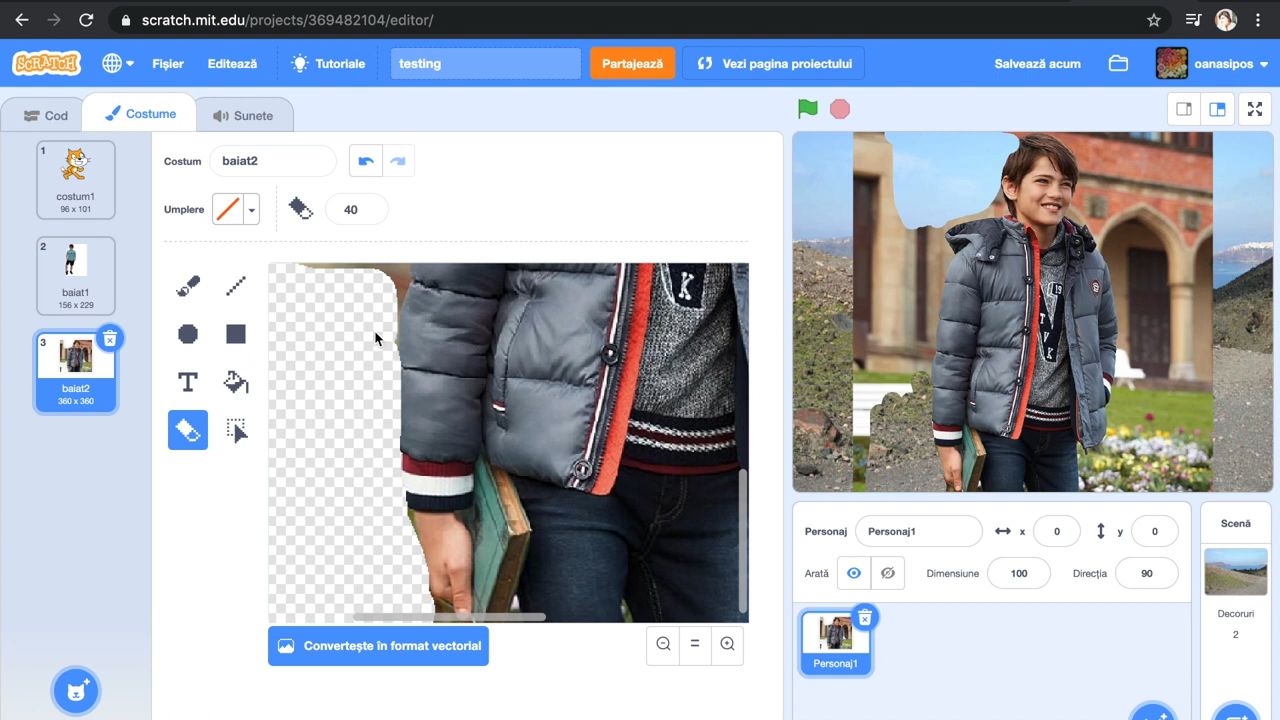 scratch.mit.edu/projects/369482104/editor/
SCRATCH
Fișier
Editează
Tutoriale
testing
Partajează
Vezi pagina proiectului
Salvează acum
oanasipos
Cod
Costume
Sunete
1
costum1
96 x 101
2
baiat1
156 x 229
3
baiat2
360 x 360
Costum
baiat2
Umplere
40
K
T
Convertește în format vectorial
19
V
T
V
K
Personaj
Personaj1
x
0
y
0
Arată
Dimensiune
100
Direcția
90
Personaj1
Scenă
Decoruri
2